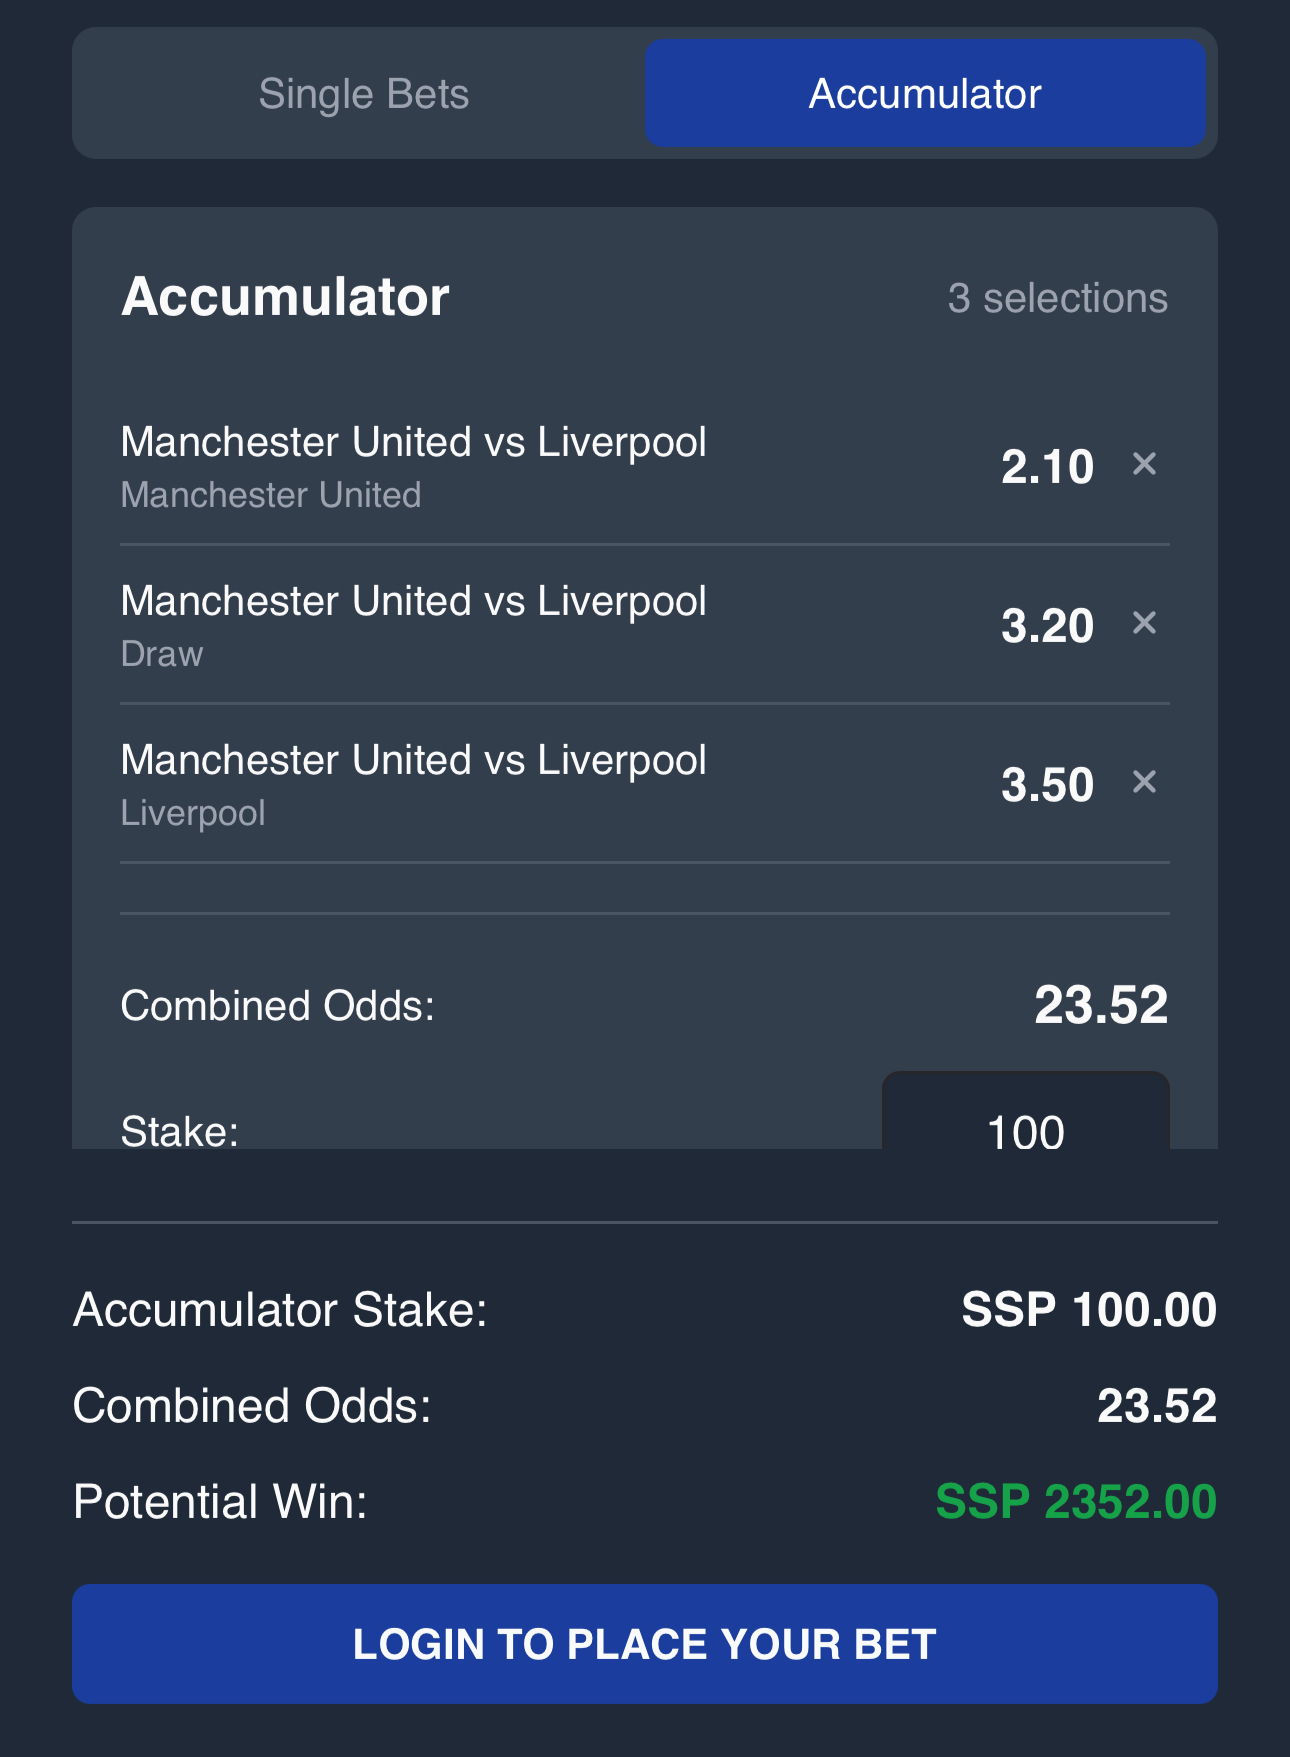 Single Bets
Accumulator
Accumulator
3 selections
Manchester United vs Liverpool
Manchester United
2.10 ×
Manchester United vs Liverpool
Draw
3.20 ×
Manchester United vs Liverpool
Liverpool
3.50 ×
Combined Odds:
23.52
Stake:
100
Accumulator Stake:
SSP 100.00
Combined Odds:
23.52
Potential Win:
SSP 2352.00
LOGIN TO PLACE YOUR BET